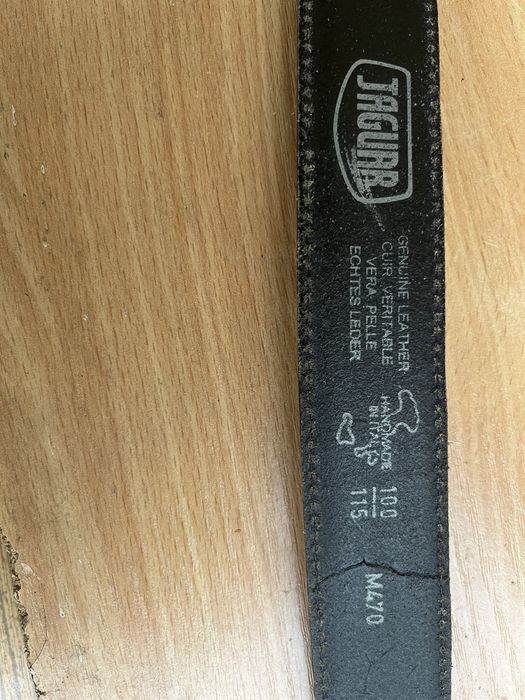 JAGUAR
GENUINE LEATHER
CUIR VERITABLE
VERA PELLE
ECHTES LEDER
HANDMADE
IN ITALY
100
115
M470